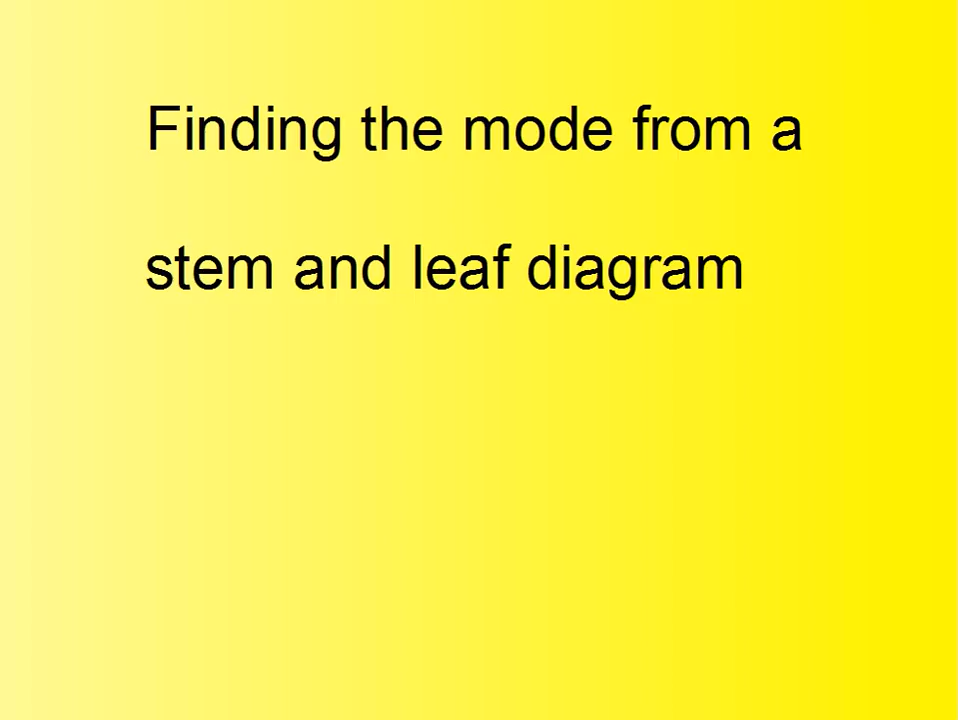 Finding the mode from a
stem and leaf diagram